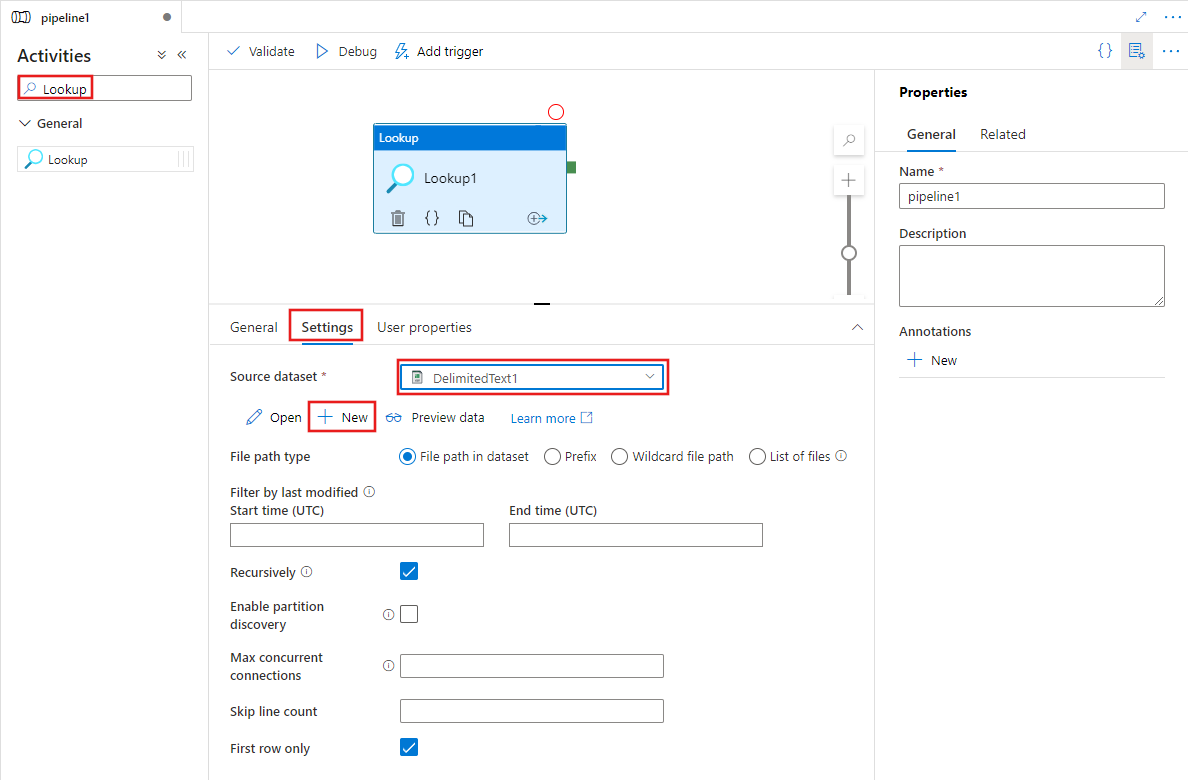 pipeline1
Activities
Lookup
General
Lookup
Validate Debug Add trigger
Lookup
Lookup1
General Settings User properties
Source dataset *
DelimitedText1
Open New Preview data Learn more
File path type
File path in dataset Prefix Wildcard file path List of files
Filter by last modified
Start time (UTC) End time (UTC)
Recursively
Enable partition
discovery
Max concurrent
connections
Skip line count
First row only
Properties
General Related
Name *
pipeline1
Description
Annotations
New